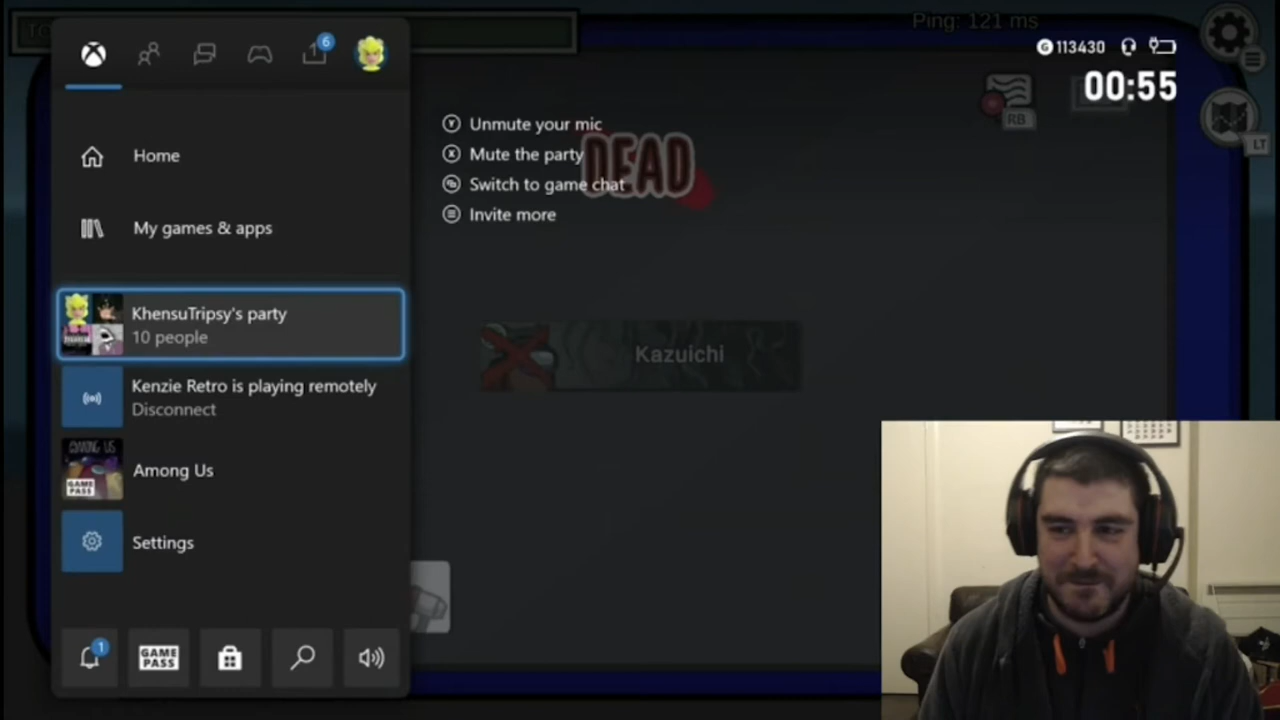 TO
Ping: 121 ms
6
G 113430
00:55
RB
LT
Y Unmute your mic
X Mute the party
Switch to game chat
Invite more
DEAD
Home
My games & apps
KhensuTripsy's party
10 people
Kazuichi
Kenzie Retro is playing remotely
Disconnect
AMONG US
GAME
PASS
Among Us
Settings
1
GAME
PASS